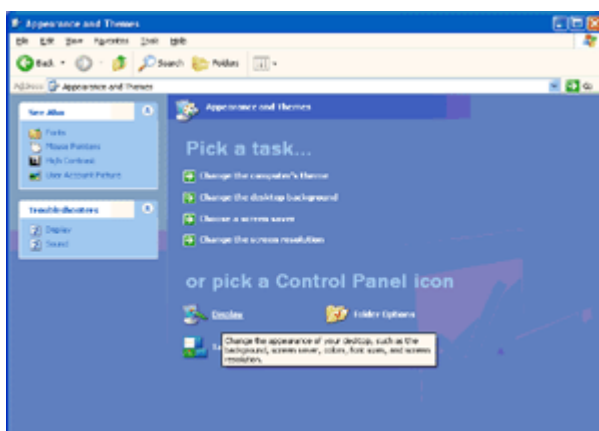 Appearance and Themes
File Edit View Favorites Tools Help
Back Search Folders
Address Appearance and Themes Go
See Also
Fonts
Mouse Pointers
High Contrast
User Account Picture
Troubleshooters
Display
Sound
Appearance and Themes
Pick a task...
Change the computer's theme
Change the desktop background
Choose a screen saver
Change the screen resolution
or pick a Control Panel icon
Display Folder Options
Change the appearance of your desktop, such as the
background, screen saver, colors, font sizes, and screen
resolution.